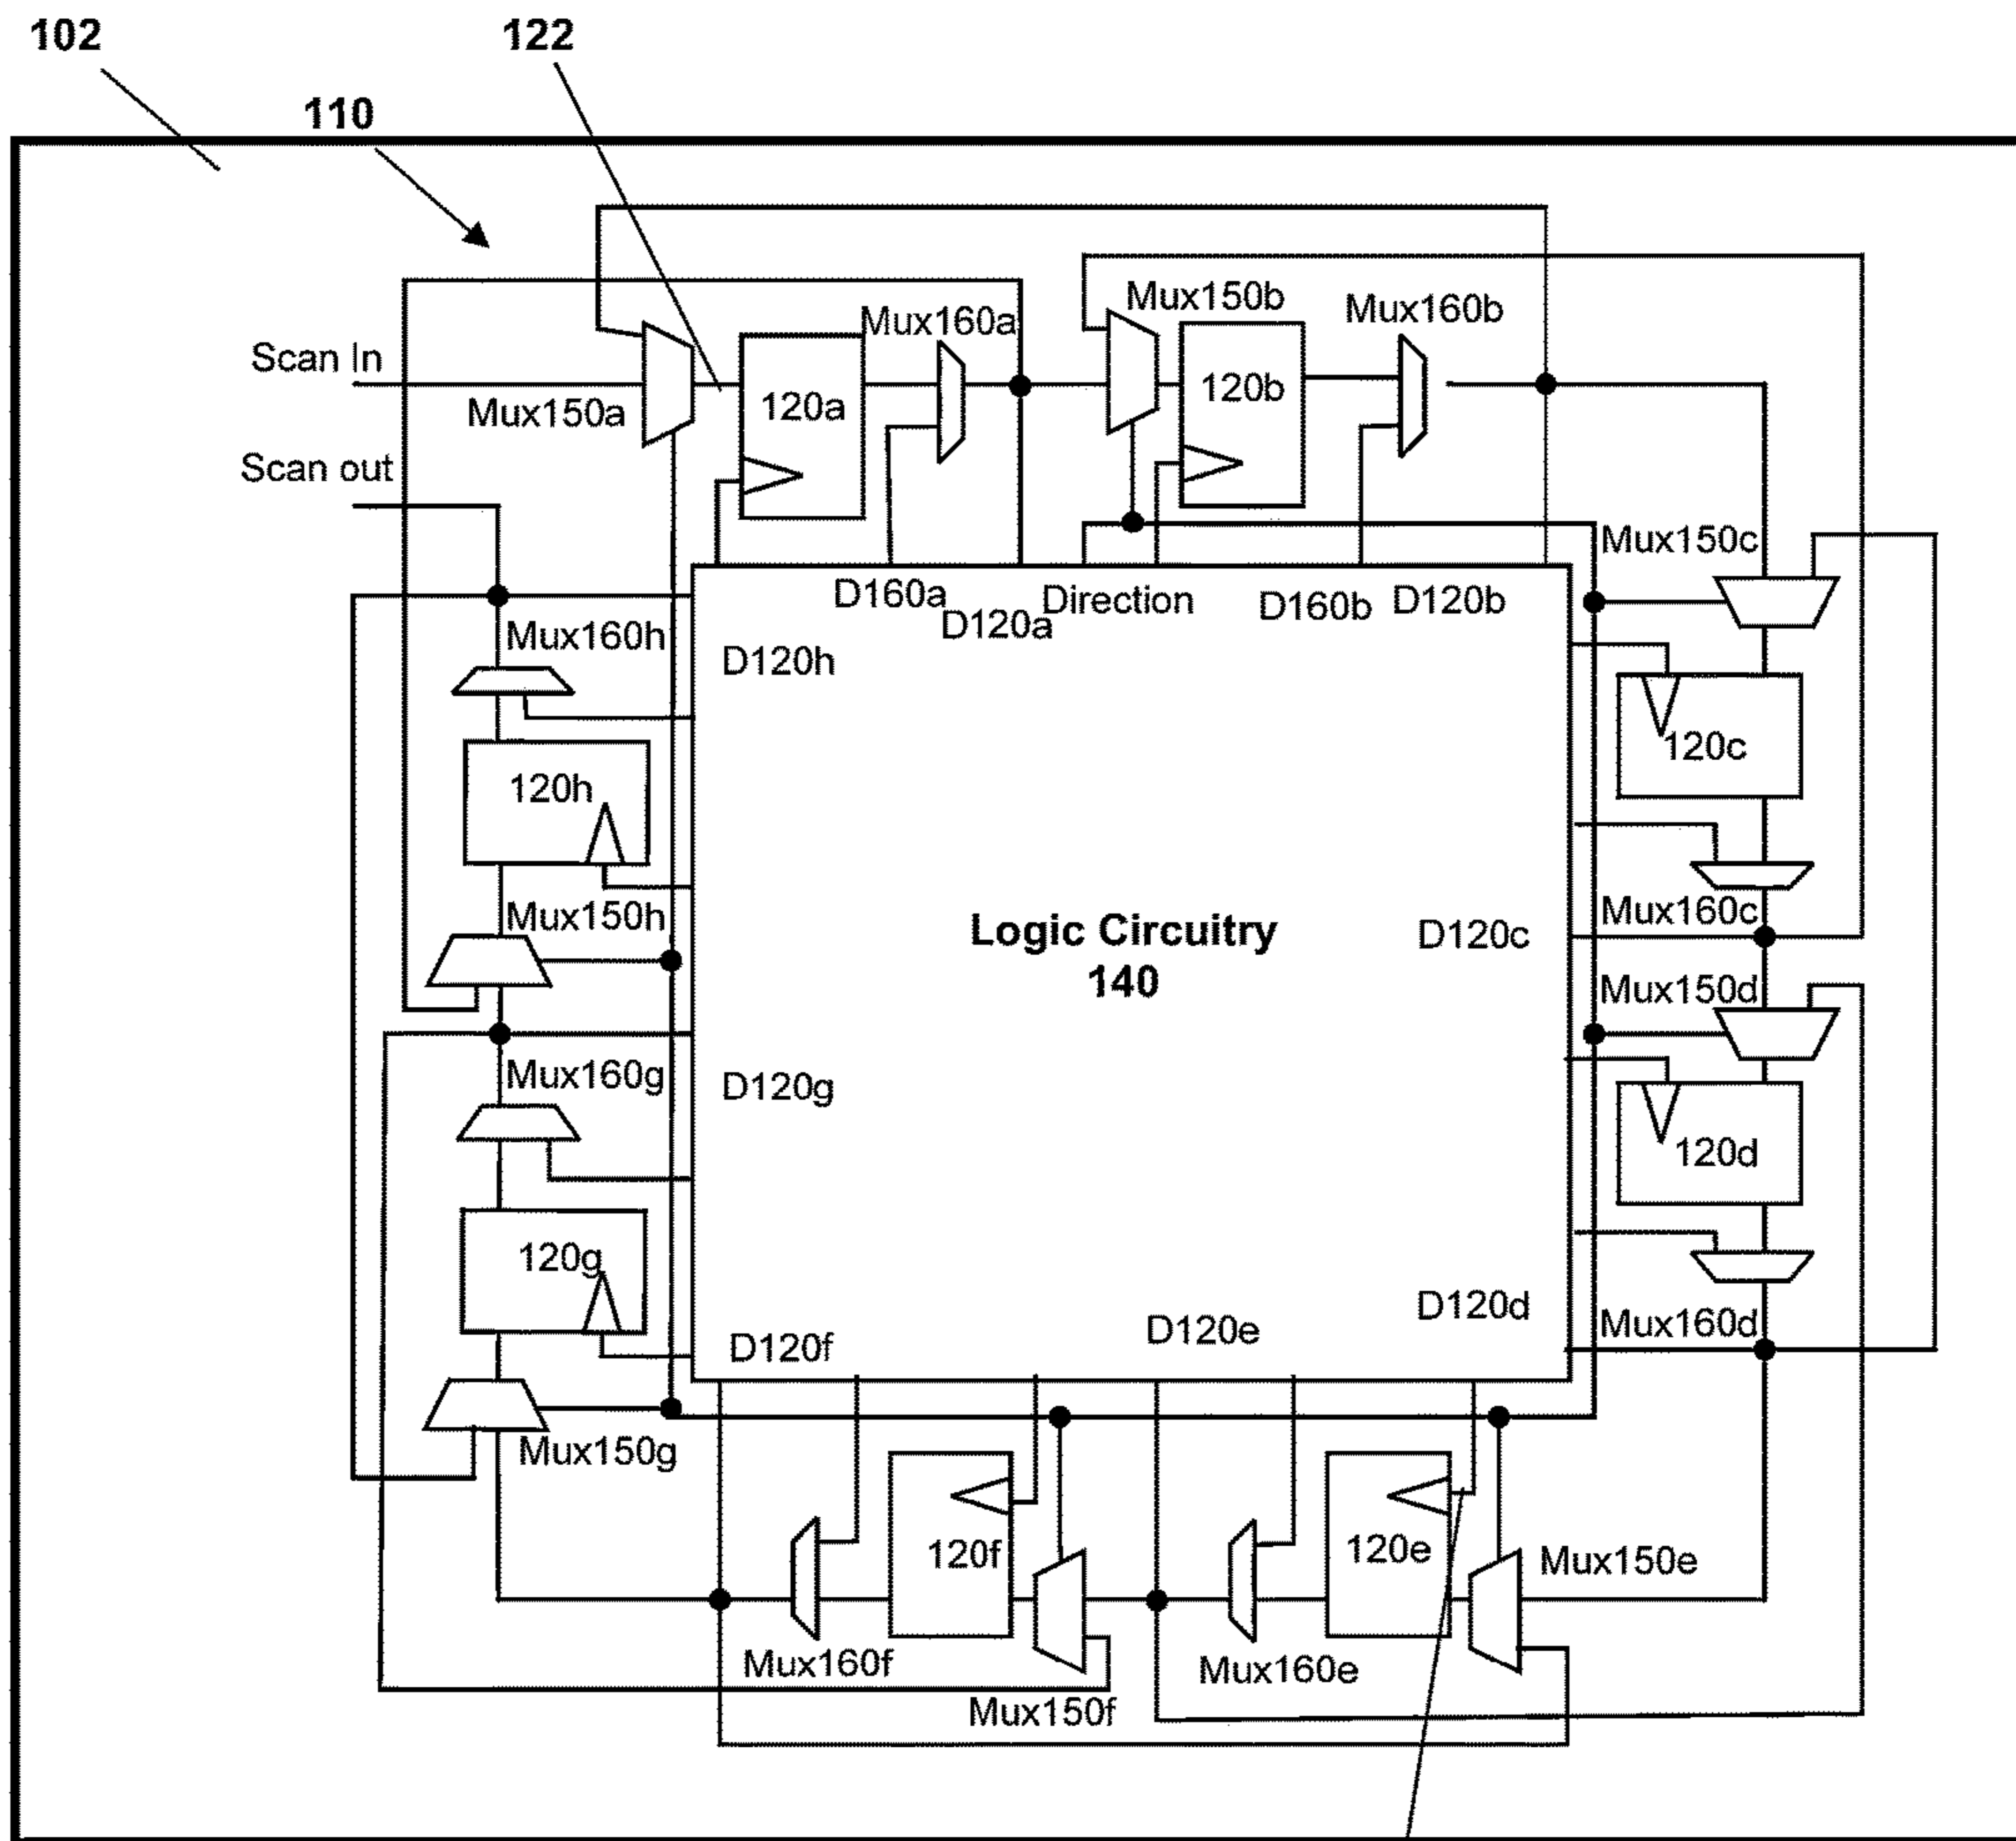 102
122
110
Mux150b
Mux160b
Mux160a
Scan In
120a
120b
Mux150a
Scan out
Mux150c
D160a
Direction
D160b
D120b
D120a
Mux160h
D120h
120c
120h
Mux150h
Logic Circuitry
140
Mux160c
D120c
Mux150d
Mux160g
D120g
120d
120g
D120d
D120e
Mux160d
D120f
Mux150g
120f
120e
Mux150e
Mux160f
Mux160e
Mux150f